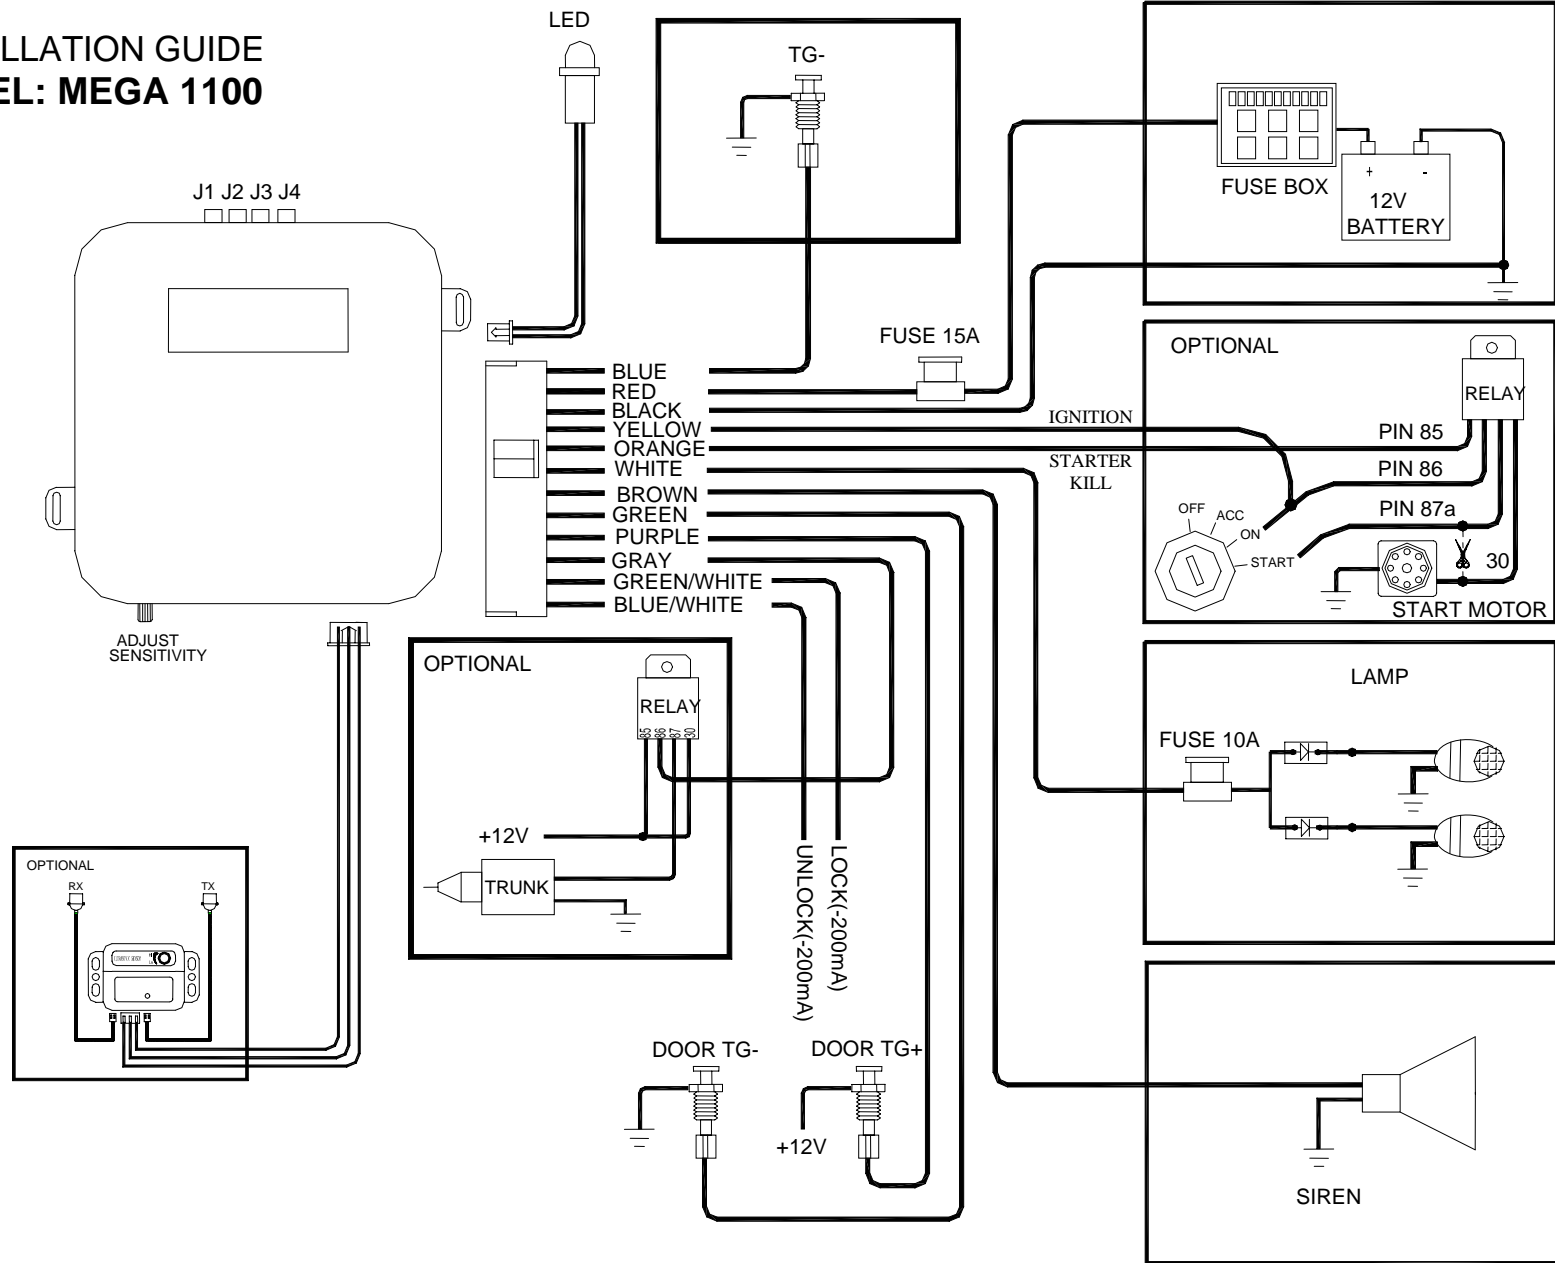 LLATION GUIDE
EL: MEGA 1100
LED
TG-
FUSE BOX
+ -
12V
BATTERY
J1 J2 J3 J4
FUSE 15A
BLUE
RED
BLACK
YELLOW
ORANGE
WHITE
BROWN
GREEN
PURPLE
GRAY
GREEN/WHITE
BLUE/WHITE
IGNITION
STARTER
KILL
OPTIONAL
RELAY
PIN 85
PIN 86
PIN 87a
30
OFF
ACC
ON
START
START MOTOR
ADJUST
SENSITIVITY
OPTIONAL
RELAY
85
86
87
30
+12V
TRUNK
UNLOCK(-200mA)
LOCK(-200mA)
LAMP
FUSE 10A
OPTIONAL
RX
TX
DOOR TG-
DOOR TG+
+12V
SIREN